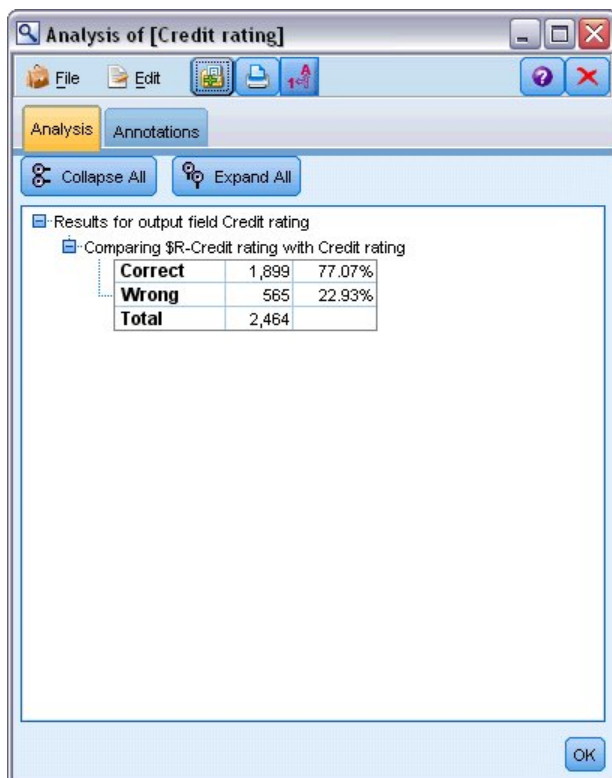 Analysis of [Credit rating]
File Edit
Analysis Annotations
Collapse All Expand All
Results for output field Credit rating
Comparing $R-Credit rating with Credit rating
Correct 1,899 77.07%
Wrong 565 22.93%
Total 2,464
OK